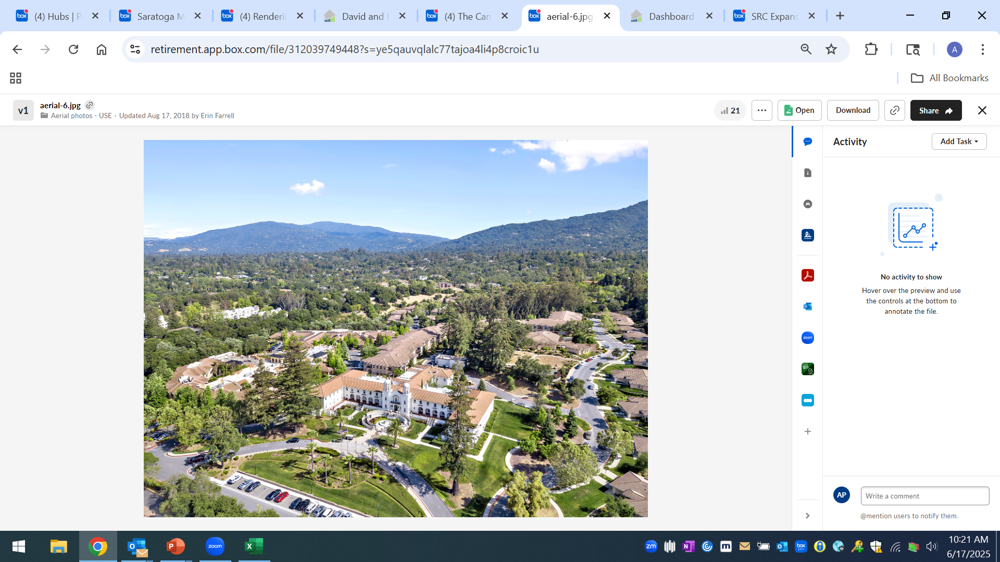 (4) Hubs | P
Saratoga M
(4) Renderi
David and L
(4) The Cam
aerial-6.jpg
Dashboard
SRC Expans
retirement.app.box.com/file/312039749448?s=ye5qauvqlalc77tajoa4li4p8croic1u
A
All Bookmarks
v1
aerial-6.jpg
Aerial photos - USE · Updated Aug 17, 2018 by Erin Farrell
21
Open
Download
Share
Activity
Add Task
No activity to show
Hover over the preview and use
the controls at the bottom to
annotate the file.
zoom
AP
Write a comment
@mention users to notify them.
zoom
zm
10:21 AM
6/17/2025